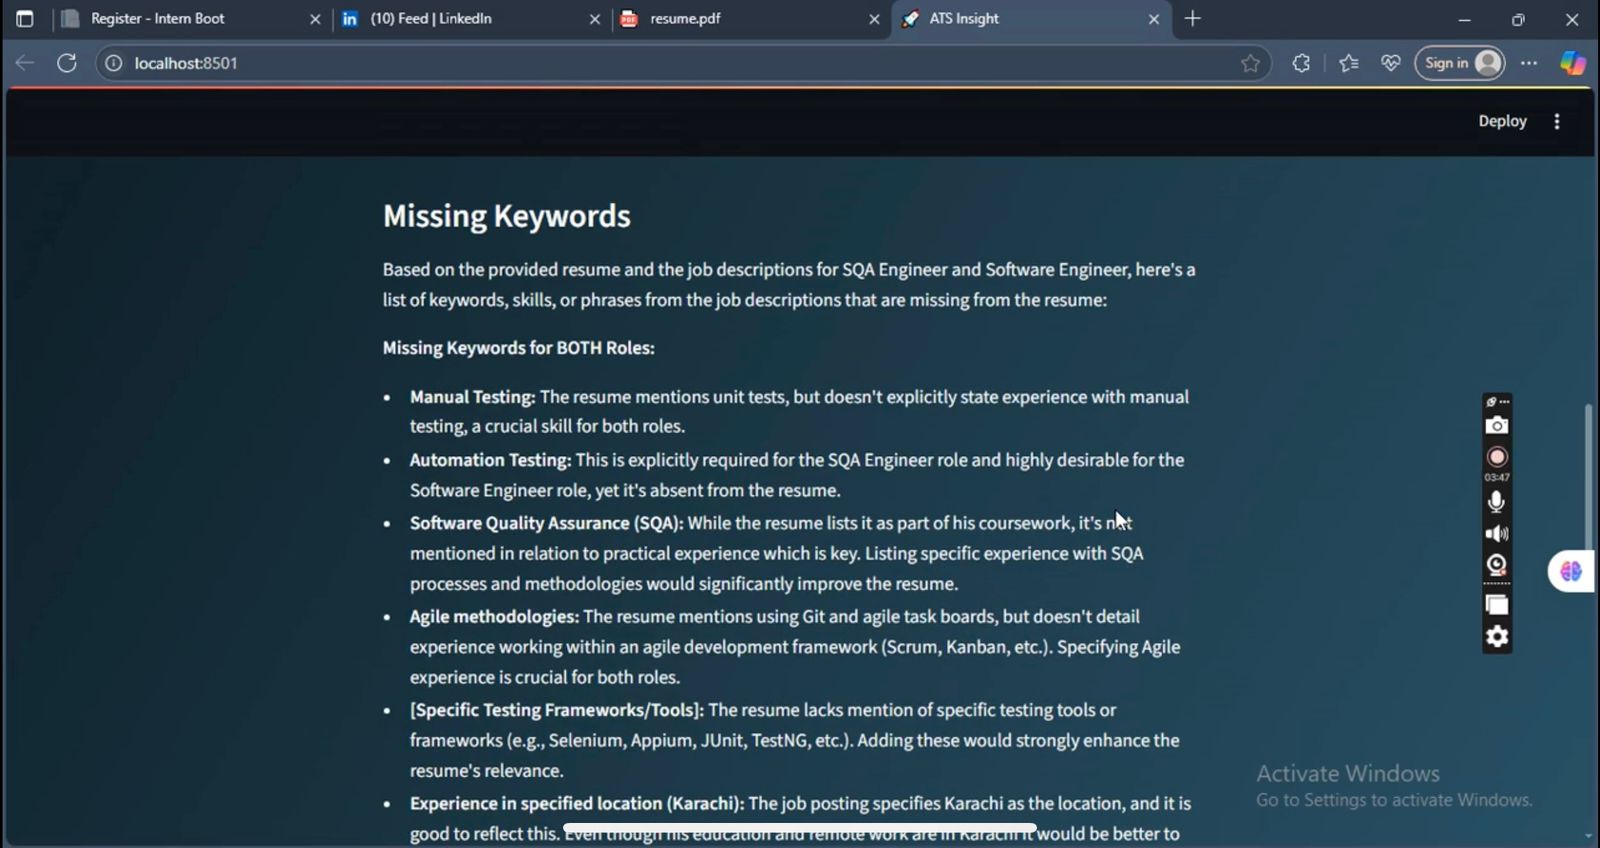 Register - Intern Boot
(10) Feed | LinkedIn
resume.pdf
ATS Insight
localhost:8501
Sign in
Deploy
Missing Keywords
Based on the provided resume and the job descriptions for SQA Engineer and Software Engineer, here's a
list of keywords, skills, or phrases from the job descriptions that are missing from the resume:
Missing Keywords for BOTH Roles:
• Manual Testing: The resume mentions unit tests, but doesn't explicitly state experience with manual
testing, a crucial skill for both roles.
• Automation Testing: This is explicitly required for the SQA Engineer role and highly desirable for the
Software Engineer role, yet it's absent from the resume.
• Software Quality Assurance (SQA): While the resume lists it as part of his coursework, it's not
mentioned in relation to practical experience which is key. Listing specific experience with SQA
processes and methodologies would significantly improve the resume.
• Agile methodologies: The resume mentions using Git and agile task boards, but doesn't detail
experience working within an agile development framework (Scrum, Kanban, etc.). Specifying Agile
experience is crucial for both roles.
• [Specific Testing Frameworks/Tools]: The resume lacks mention of specific testing tools or
frameworks (e.g., Selenium, Appium, JUnit, TestNG, etc.). Adding these would strongly enhance the
resume's relevance.
• Experience in specified location (Karachi): The job posting specifies Karachi as the location, and it is
good to reflect this. Even though his education and remote work are in Karachi it would be better to
03:47
Activate Windows
Go to Settings to activate Windows.